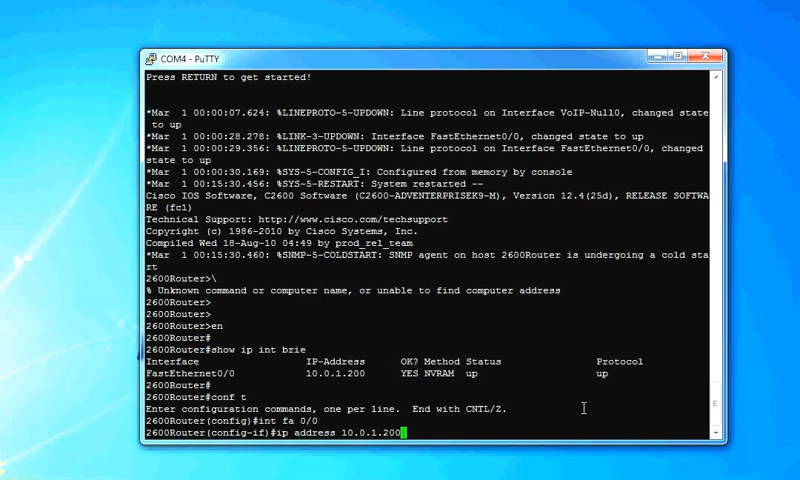 COM4 - PuTTY
Press RETURN to get started!
*Mar  1 00:00:07.624: %LINEPROTO-5-UPDOWN: Line protocol on Interface VoIP-Null0, changed state
 to up
*Mar  1 00:00:28.278: %LINK-3-UPDOWN: Interface FastEthernet0/0, changed state to up
*Mar  1 00:00:29.356: %LINEPROTO-5-UPDOWN: Line protocol on Interface FastEthernet0/0, changed
state to up
*Mar  1 00:00:30.169: %SYS-5-CONFIG_I: Configured from memory by console
*Mar  1 00:15:30.456: %SYS-5-RESTART: System restarted --
Cisco IOS Software, C2600 Software (C2600-ADVENTERPRISEK9-M), Version 12.4(25d), RELEASE SOFTWA
RE (fc1)
Technical Support: http://www.cisco.com/techsupport
Copyright (c) 1986-2010 by Cisco Systems, Inc.
Compiled Wed 18-Aug-10 04:49 by prod_rel_team
*Mar  1 00:15:30.460: %SNMP-5-COLDSTART: SNMP agent on host 2600Router is undergoing a cold sta
rt
2600Router>\
% Unknown command or computer name, or unable to find computer address
2600Router>
2600Router>
2600Router>en
2600Router#
2600Router#show ip int brie
Interface                  IP-Address      OK? Method Status                Protocol
FastEthernet0/0            10.0.1.200      YES NVRAM  up                    up
2600Router#
2600Router#conf t
Enter configuration commands, one per line.  End with CNTL/Z.
2600Router(config)#int fa 0/0
2600Router(config-if)#ip address 10.0.1.200